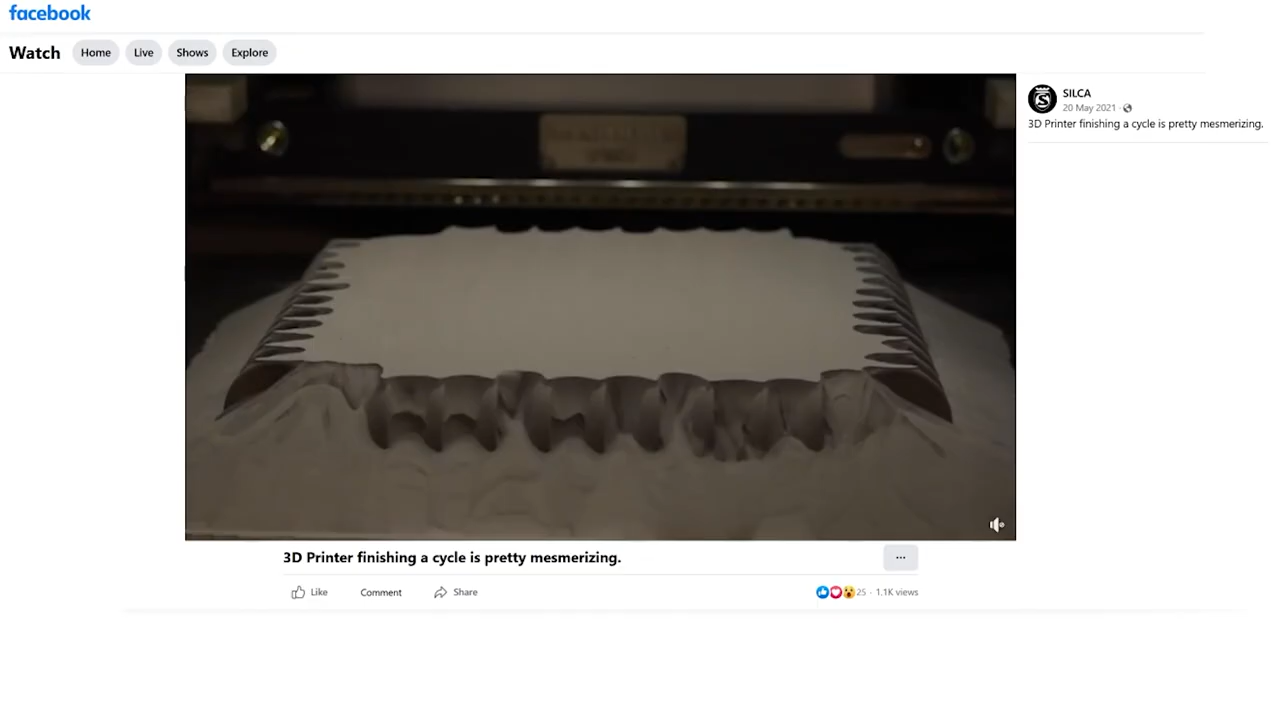 facebook
Watch Home Live Shows Explore
SILCA
20 May 2021 ·
3D Printer finishing a cycle is pretty mesmerizing.
3D Printer finishing a cycle is pretty mesmerizing.
...
Like Comment Share 25 · 1.1K views